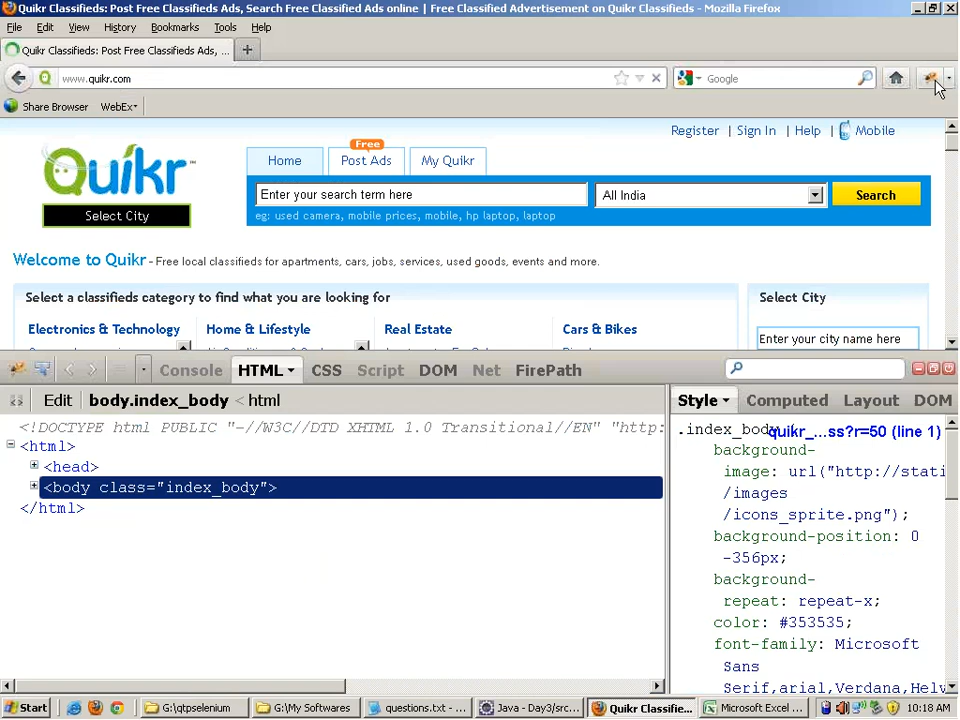 Quikr Classifieds: Post Free Classifieds Ads, Search Free Classified Ads online | Free Classified Advertisement on Quikr Classifieds - Mozilla Firefox
File Edit View History Bookmarks Tools Help
Quikr Classifieds: Post Free Classifieds Ads, ...
www.quikr.com Google
Share Browser WebEx
Register | Sign In | Help | Mobile
Free
Quikr™ Home Post Ads My Quikr
Enter your search term here All India Search
Select City eg: used camera, mobile prices, mobile, hp laptop, laptop
Welcome to Quikr - Free local classifieds for apartments, cars, jobs, services, used goods, events and more.
Select a classifieds category to find what you are looking for Select City
Electronics & Technology Home & Lifestyle Real Estate Cars & Bikes
Enter your city name here
Console HTML CSS Script DOM Net FirePath
Edit body.index_body < html Style Computed Layout DOM
<!DOCTYPE html PUBLIC "-//W3C//DTD XHTML 1.0 Transitional//EN" "http:
<html>
<head>
<body class="index_body">
</html>
.index_body quikr_...ss?r=50 (line 1)
background-
image: url("http://stati
/images
/icons_sprite.png");
background-position: 0
-356px;
background-
repeat: repeat-x;
color: #353535;
font-family: Microsoft
Sans
Serif,arial,Verdana,Helv
Start G:\qtpselenium G:\My Softwares questions.txt - ... Java - Day3/src... Quikr Classifie... Microsoft Excel ... 10:18 AM